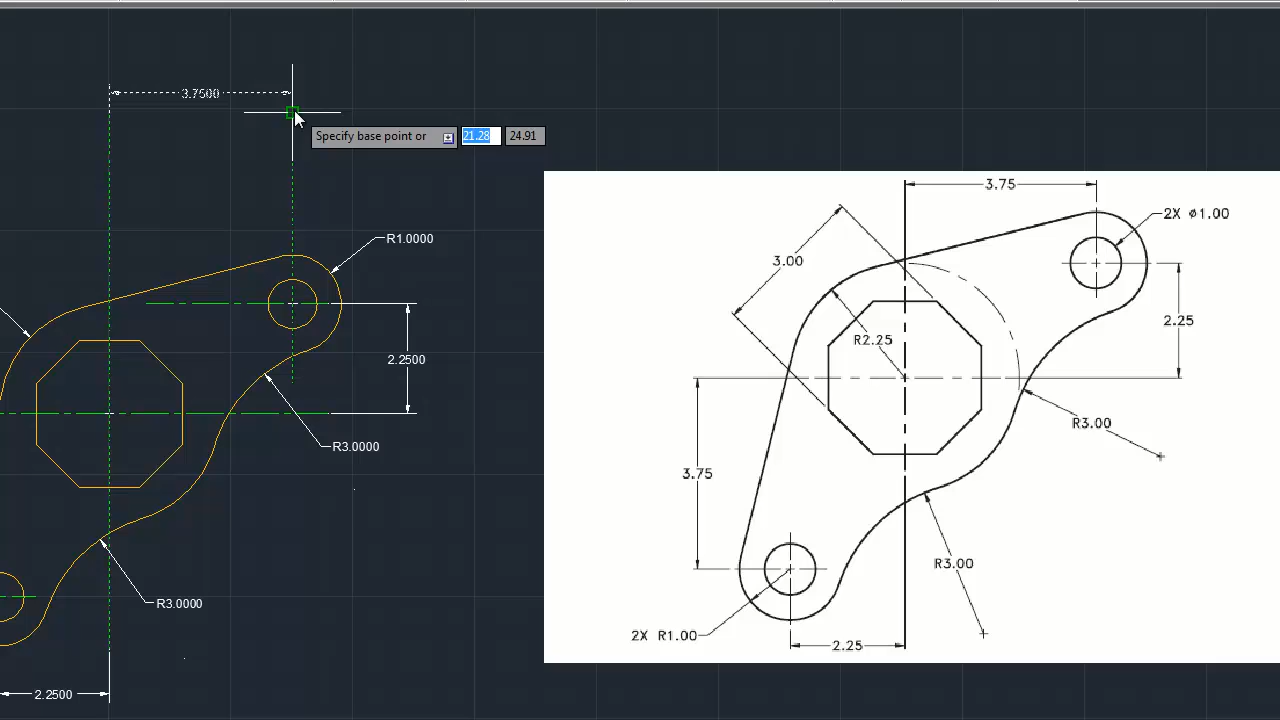 3.7500
Specify base point or 21.28 24.91
R1.0000
2.2500
R3.0000
R3.0000
2.2500
3.75
2X ⌀1.00
3.00
2.25
R2.25
R3.00
3.75
R3.00
2X R1.00
2.25